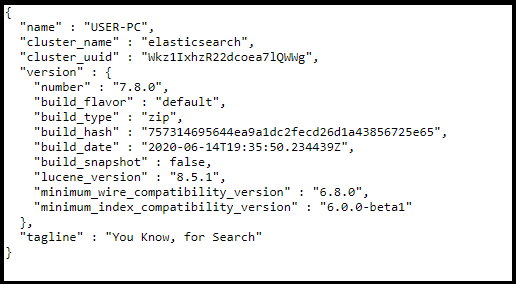 {
  "name" : "USER-PC",
  "cluster_name" : "elasticsearch",
  "cluster_uuid" : "Wkz1IxhzR22dcoea7lQWWg",
  "version" : {
    "number" : "7.8.0",
    "build_flavor" : "default",
    "build_type" : "zip",
    "build_hash" : "757314695644ea9a1dc2fecd26d1a43856725e65",
    "build_date" : "2020-06-14T19:35:50.234439Z",
    "build_snapshot" : false,
    "lucene_version" : "8.5.1",
    "minimum_wire_compatibility_version" : "6.8.0",
    "minimum_index_compatibility_version" : "6.0.0-beta1"
  },
  "tagline" : "You Know, for Search"
}